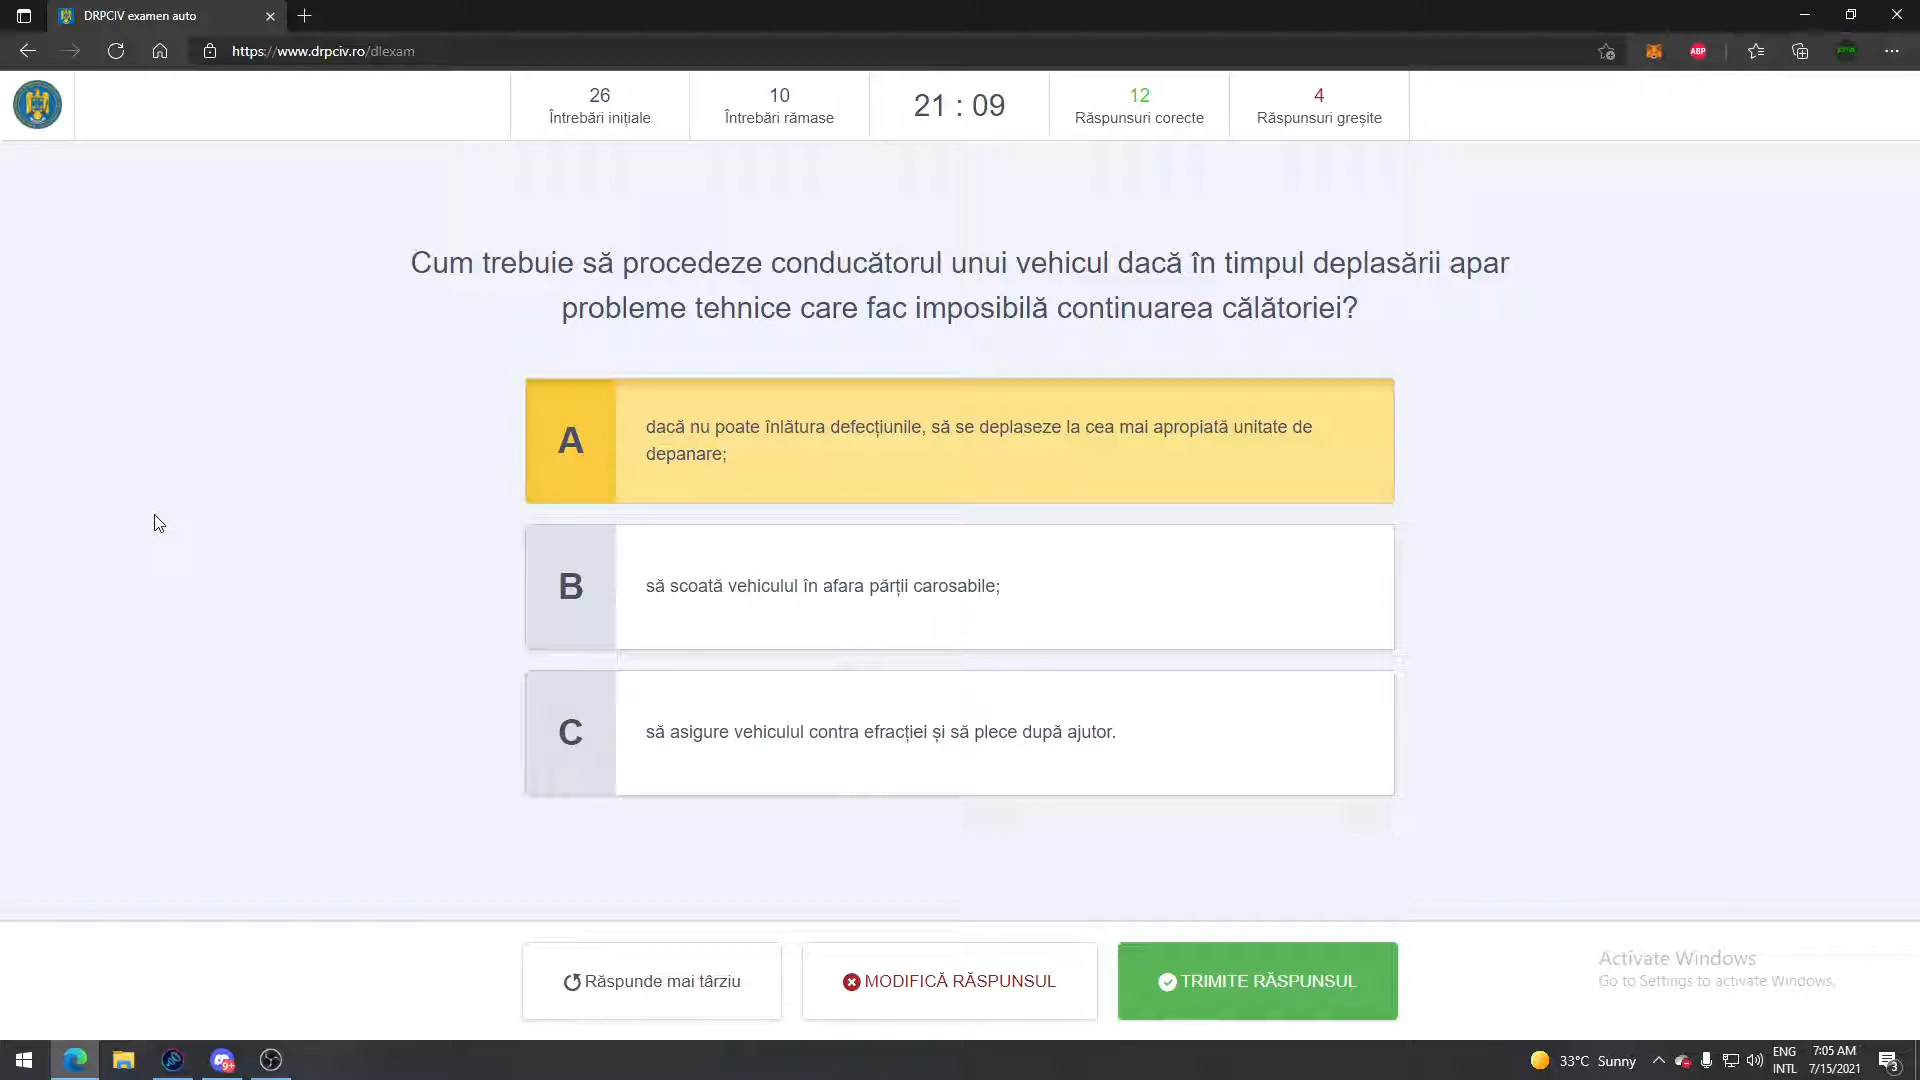 DRPCIV examen auto
https://www.drpciv.ro/dlexam
ABP
26
Întrebări inițiale
10
Întrebări rămase
21 : 09
12
Răspunsuri corecte
4
Răspunsuri greșite
Cum trebuie să procedeze conducătorul unui vehicul dacă în timpul deplasării apar
probleme tehnice care fac imposibilă continuarea călătoriei?
A
dacă nu poate înlătura defecțiunile, să se deplaseze la cea mai apropiată unitate de
depanare;
B
să scoată vehiculul în afara părții carosabile;
C
să asigure vehiculul contra efracției și să plece după ajutor.
Răspunde mai târziu
MODIFICĂ RĂSPUNSUL
TRIMITE RĂSPUNSUL
Activate Windows
Go to Settings to activate Windows.
9+
33°C Sunny
ENG
INTL
7:05 AM
7/15/2021
3